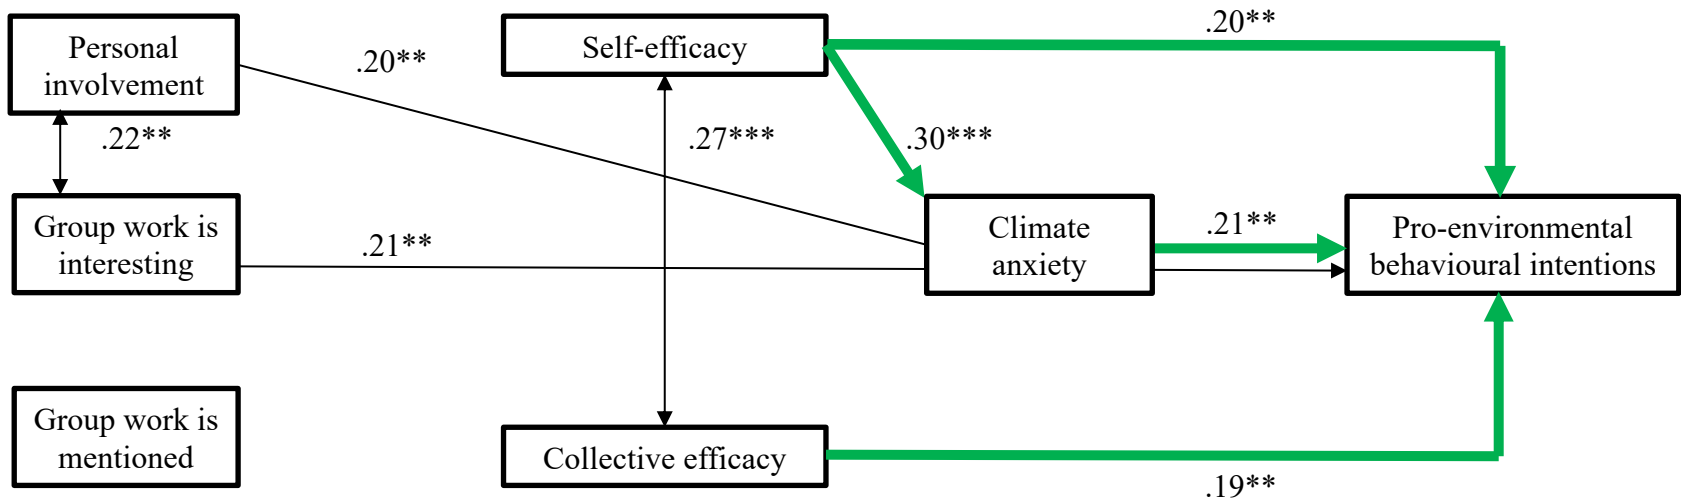 Personal
involvement
.20**
Self-efficacy
.20**
.22**
.27***
.30***
Group work is
interesting
.21**
Climate
anxiety
.21**
Pro-environmental
behavioural intentions
Group work is
mentioned
Collective efficacy
.19**